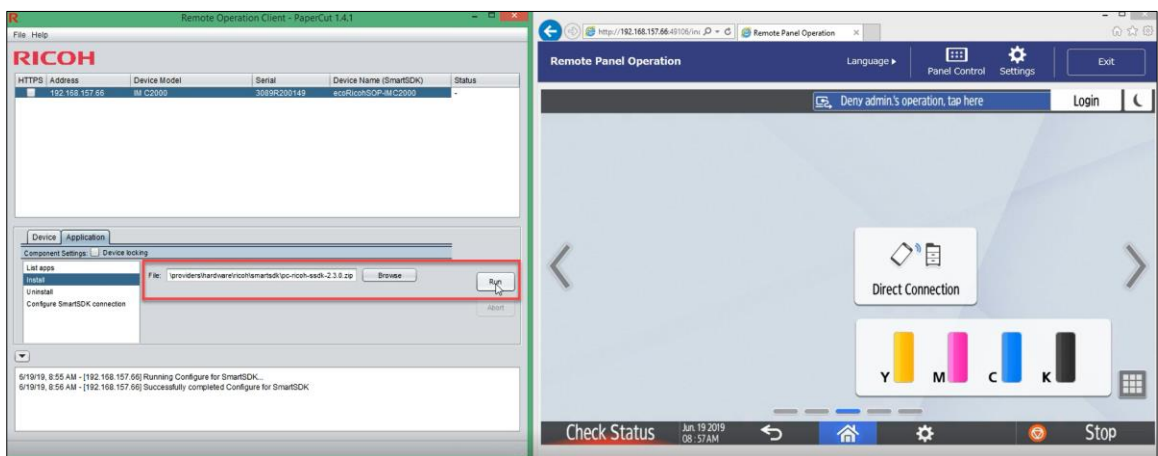 Remote Operation Client - PaperCut 1.4.1
File Help
RICOH
HTTPS Address Device Model Serial Device Name (SmartSDK) Status
192.168.157.66 IM C2000 3089R200149 ecoRicohSOP-IMC2000 -
Device Application
Component Settings: Device locking
List apps
Install
Uninstall
Configure SmartSDK connection
File: \providers\hardware\ricoh\smartsdk\pc-ricoh-ssdk-2.3.0.zip Browse
Run
Abort
6/19/19, 8:55 AM - [192.168.157.66] Running Configure for SmartSDK...
6/19/19, 8:56 AM - [192.168.157.66] Successfully completed Configure for SmartSDK
Remote Panel Operation
Remote Panel Operation
Language
Panel Control
Settings
Exit
Deny admin.'s operation, tap here
Login
Direct Connection
Y M C K
Check Status
Jun. 19 2019
08 : 57 AM
Stop